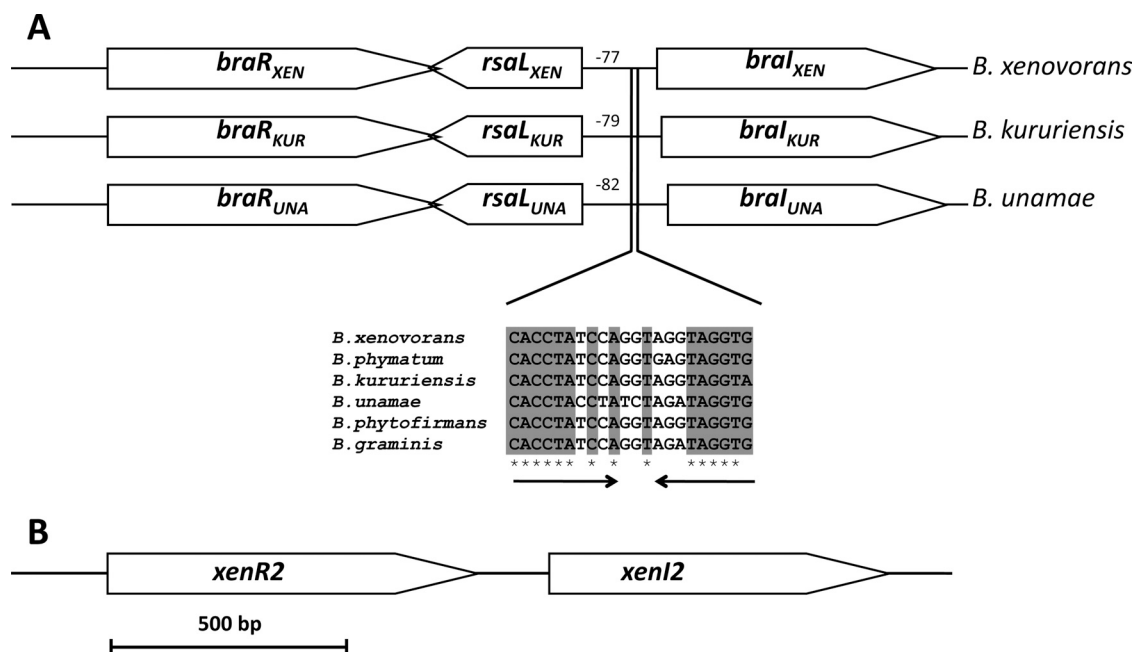 A
braR_XEN rsaL_XEN -77 braI_XEN B. xenovorans
braR_KUR rsaL_KUR -79 braI_KUR B. kururiensis
braR_UNA rsaL_UNA -82 braI_UNA B. unamae
B.xenovorans CACCTATCCAGGTAGGTAGGTG
B.phymatum CACCTATCCAGGTGAGTAGGTG
B.kururiensis CACCTATCCAGGTAGGTAGGTA
B.unamae CACCTACCTATCTAGATAGGTG
B.phytofirmans CACCTATCCAGGTAGGTAGGTG
B.graminis CACCTATCCAGGTAGATAGGTG
****** * * * *****
B
xenR2 xenI2
500 bp